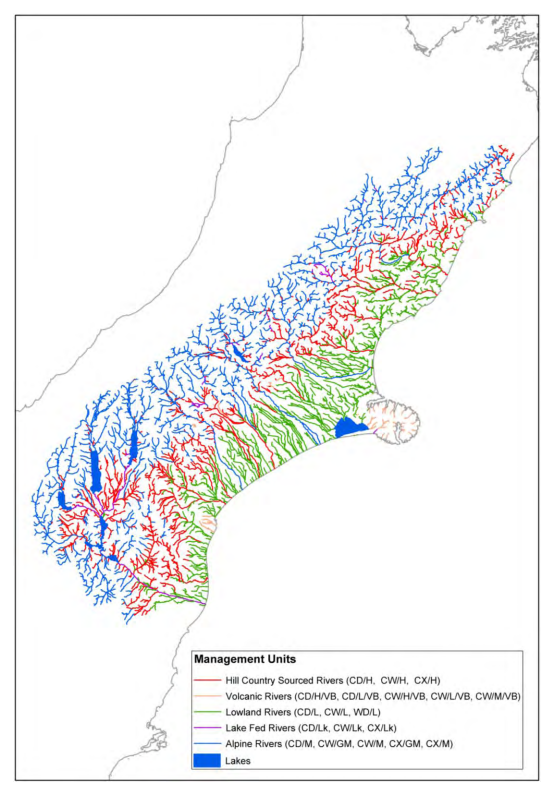 Management Units
Hill Country Sourced Rivers (CD/H, CW/H, CX/H)
Volcanic Rivers (CD/H/VB, CD/L/VB, CW/H/VB, CW/L/VB, CW/M/VB)
Lowland Rivers (CD/L, CW/L, WD/L)
Lake Fed Rivers (CD/Lk, CW/Lk, CX/Lk)
Alpine Rivers (CD/M, CW/GM, CW/M, CX/GM, CX/M)
Lakes